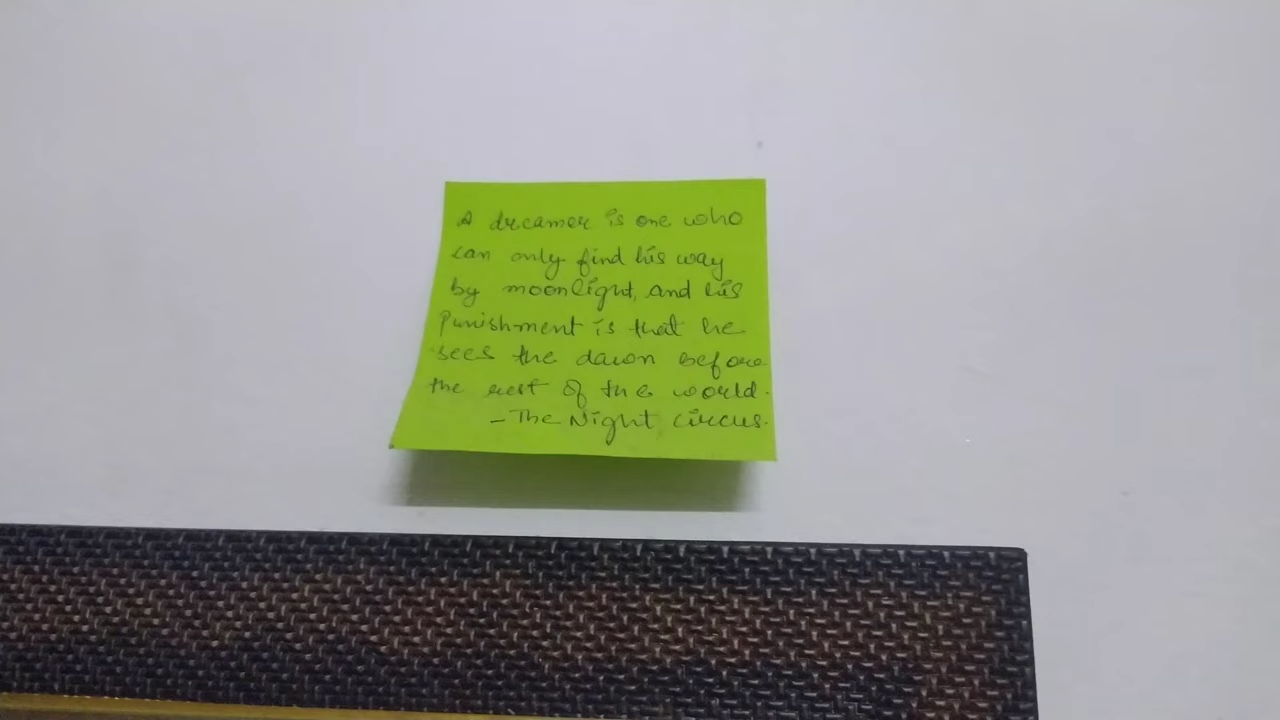 A dreamer is one who
can only find his way
by moonlight, and his
Punishment is that he
sees the dawn before
the rest of the world.
- The Night Circus.